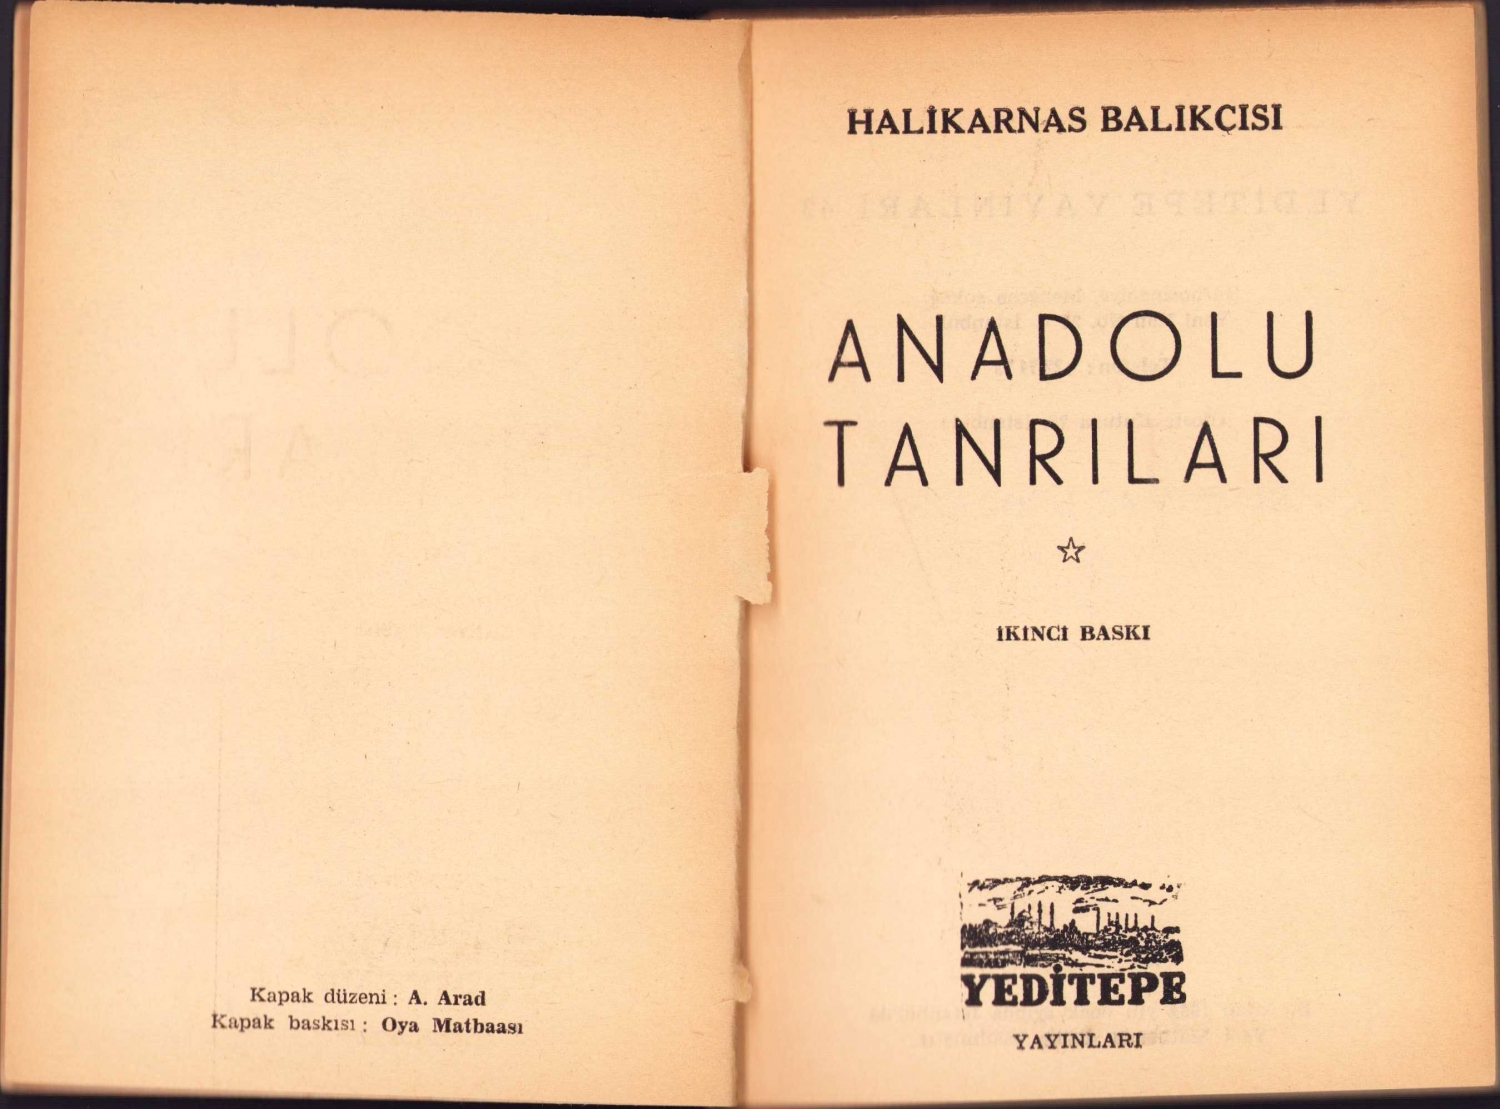 Kapak düzeni : A. Arad
Kapak baskısı : Oya Matbaası
HALİKARNAS BALIKÇISI
ANADOLU
TANRILARI
İKİNCİ BASKI
YEDİTEPE
YAYINLARI